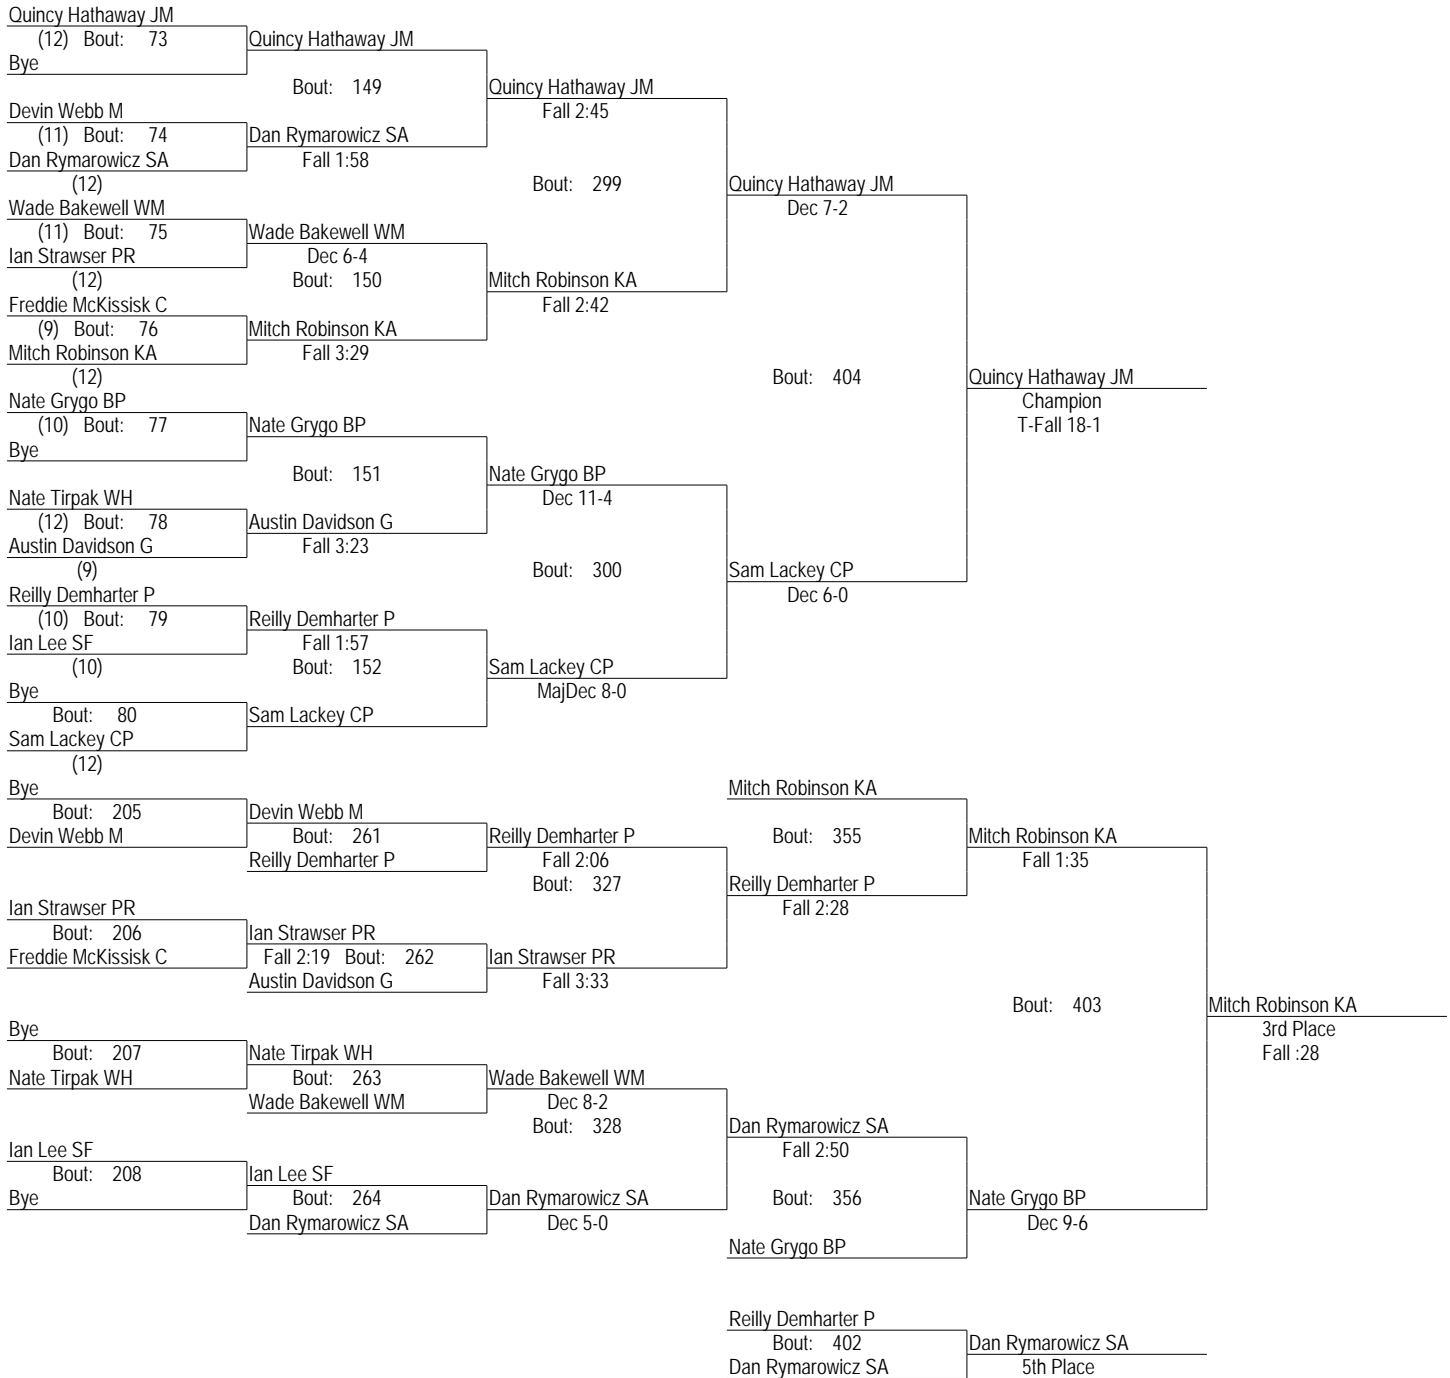 Quincy Hathaway JM
(12) Bout: 73 Quincy Hathaway JM
Bye
Bout: 149 Quincy Hathaway JM
Devin Webb M Fall 2:45
(11) Bout: 74 Dan Rymarowicz SA
Dan Rymarowicz SA Fall 1:58
(12) Bout: 299 Quincy Hathaway JM
Wade Bakewell WM Dec 7-2
(11) Bout: 75 Wade Bakewell WM
Ian Strawser PR Dec 6-4
(12) Bout: 150 Mitch Robinson KA
Freddie McKissisk C Fall 2:42
(9) Bout: 76 Mitch Robinson KA
Mitch Robinson KA Fall 3:29
(12) Bout: 404 Quincy Hathaway JM
Nate Grygo BP Champion
(10) Bout: 77 Nate Grygo BP T-Fall 18-1
Bye
Bout: 151 Nate Grygo BP
Nate Tirpak WH Dec 11-4
(12) Bout: 78 Austin Davidson G
Austin Davidson G Fall 3:23
(9) Bout: 300 Sam Lackey CP
Reilly Demharter P Dec 6-0
(10) Bout: 79 Reilly Demharter P
Ian Lee SF Fall 1:57
(10) Bout: 152 Sam Lackey CP
Bye MajDec 8-0
Bout: 80 Sam Lackey CP
Sam Lackey CP
(12)
Bye Mitch Robinson KA
Bout: 205 Devin Webb M
Devin Webb M Bout: 261 Reilly Demharter P Bout: 355 Mitch Robinson KA
Reilly Demharter P Fall 2:06 Fall 1:35
Bout: 327 Reilly Demharter P
Ian Strawser PR Fall 2:28
Bout: 206 Ian Strawser PR
Freddie McKissisk C Fall 2:19 Bout: 262 Ian Strawser PR
Austin Davidson G Fall 3:33
Bout: 403 Mitch Robinson KA
Bye 3rd Place
Bout: 207 Nate Tirpak WH Fall :28
Nate Tirpak WH Bout: 263 Wade Bakewell WM
Wade Bakewell WM Dec 8-2
Bout: 328 Dan Rymarowicz SA
Ian Lee SF Fall 2:50
Bout: 208 Ian Lee SF
Bye Bout: 264 Dan Rymarowicz SA Bout: 356 Nate Grygo BP
Dan Rymarowicz SA Dec 5-0 Dec 9-6
Nate Grygo BP
Reilly Demharter P
Bout: 402 Dan Rymarowicz SA
Dan Rymarowicz SA 5th Place